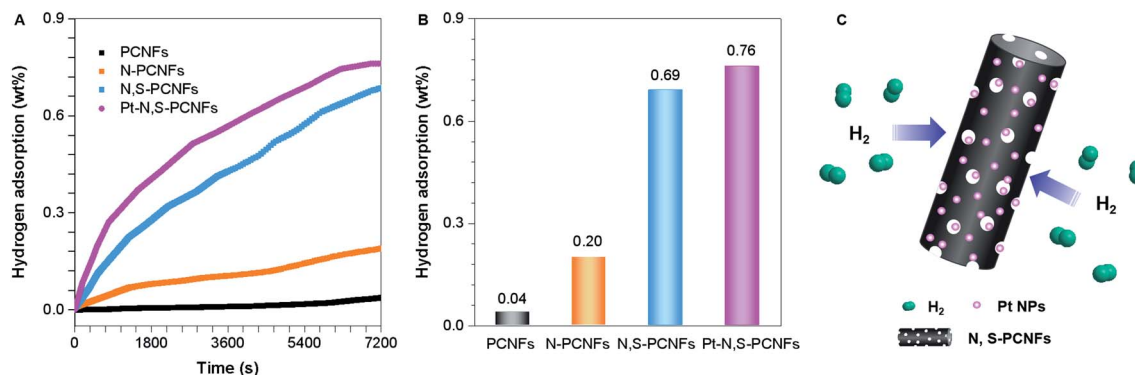 A
Hydrogen adsorption (wt%)
0.9
0.6
0.3
0.0
PCNFs
N-PCNFs
N,S-PCNFs
Pt-N,S-PCNFs
0
1800
3600
5400
7200
Time (s)
B
Hydrogen adsorption (wt%)
0.9
0.6
0.3
0.0
0.04
0.20
0.69
0.76
PCNFs
N-PCNFs
N,S-PCNFs
Pt-N,S-PCNFs
C
H2
H2
H2
Pt NPs
N, S-PCNFs